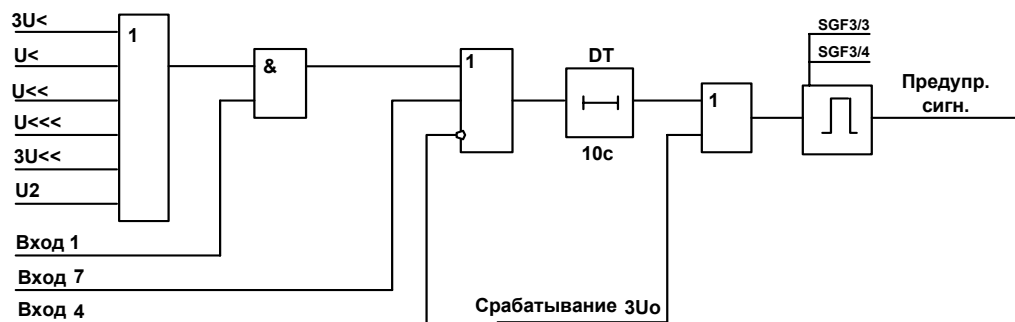 3U<
U<
U<<
U<<<
3U<<
U2
1
&
1
DT
10с
1
SGF3/3
SGF3/4
Предупр.
сигн.
Вход 1
Вход 7
Вход 4
Срабатывание 3Uo